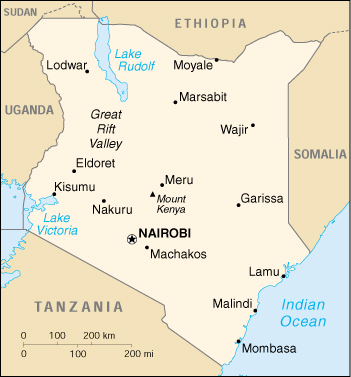 SUDAN
ETHIOPIA
Lake
Rudolf
Lodwar
Moyale
Marsabit
UGANDA
Great
Rift
Valley
Wajir
SOMALIA
Eldoret
Kisumu
Meru
Mount
Kenya
Nakuru
Garissa
Lake
Victoria
NAIROBI
Machakos
Lamu
TANZANIA
Malindi
Indian
Ocean
0 100 200 km
0 100 200 mi
Mombasa